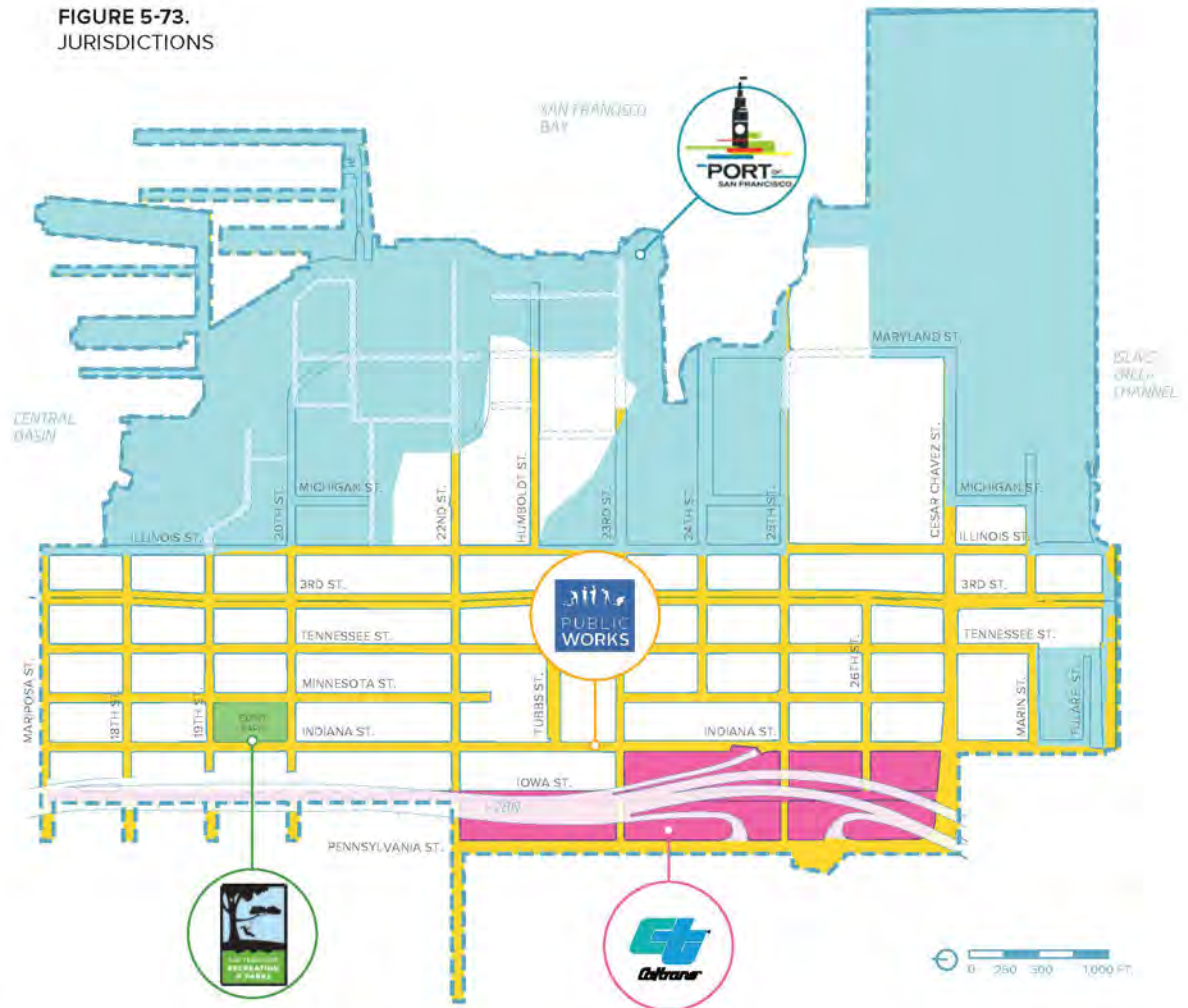 FIGURE 5-73.
JURISDICTIONS
SAN FRANCISCO
BAY
PORT OF
SAN FRANCISCO
MARYLAND ST.
ISLAIS
CREEK
CHANNEL
CENTRAL
BASIN
20TH ST.
MICHIGAN ST.
22ND ST.
HUMBOLDT ST.
23RD ST.
24TH ST.
25TH ST.
CESAR CHAVEZ ST.
MICHIGAN ST.
ILLINOIS ST.
ILLINOIS ST.
3RD ST.
3RD ST.
PUBLIC
WORKS
TENNESSEE ST.
TENNESSEE ST.
MARIPOSA ST.
18TH ST.
19TH ST.
MINNESOTA ST.
TUBBS ST.
26TH ST.
MARIN ST.
TULARE ST.
INDIANA ST.
INDIANA ST.
IOWA ST.
I-280
PENNSYLVANIA ST.
RECREATION
& PARKS
Ct
Caltrans
0 250 500 1,000 FT.